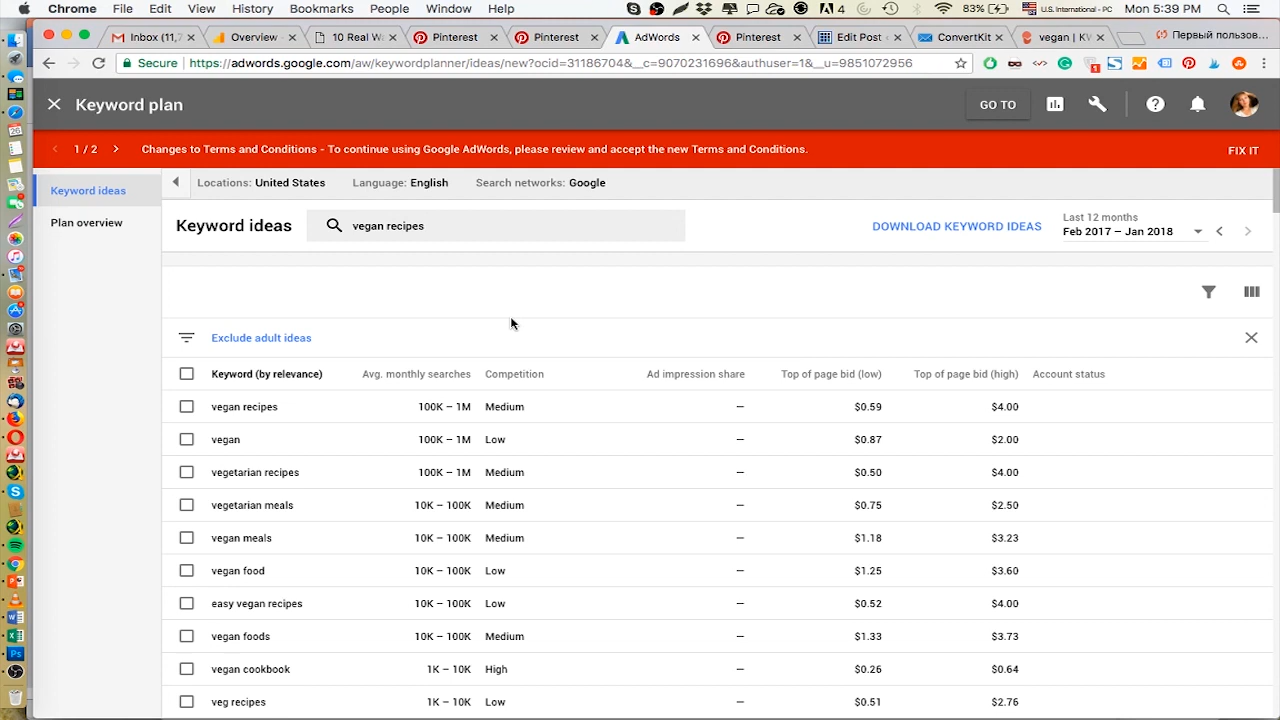 Chrome File Edit View History Bookmarks People Window Help 4 83% U.S. International - PC Mon 5:39 PM
Inbox (11,7 Overview - 10 Real W Pinterest Pinterest AdWords Pinterest Edit Post ConvertKit vegan | K Первый пользов
Secure https://adwords.google.com/aw/keywordplanner/ideas/new?ocid=31186704&__c=9070231696&authuser=1&__u=9851072956
Keyword plan GO TO
1 / 2 Changes to Terms and Conditions - To continue using Google AdWords, please review and accept the new Terms and Conditions. FIX IT
Keyword ideas
Plan overview
Locations: United States Language: English Search networks: Google
Keyword ideas vegan recipes DOWNLOAD KEYWORD IDEAS Last 12 months
Feb 2017 – Jan 2018
Exclude adult ideas
Keyword (by relevance) Avg. monthly searches Competition Ad impression share Top of page bid (low) Top of page bid (high) Account status
vegan recipes 100K – 1M Medium – $0.59 $4.00
vegan 100K – 1M Low – $0.87 $2.00
vegetarian recipes 100K – 1M Medium – $0.50 $4.00
vegetarian meals 10K – 100K Medium – $0.75 $2.50
vegan meals 10K – 100K Medium – $1.18 $3.23
vegan food 10K – 100K Low – $1.25 $3.60
easy vegan recipes 10K – 100K Low – $0.52 $4.00
vegan foods 10K – 100K Medium – $1.33 $3.73
vegan cookbook 1K – 10K High – $0.26 $0.64
veg recipes 1K – 10K Low – $0.51 $2.76